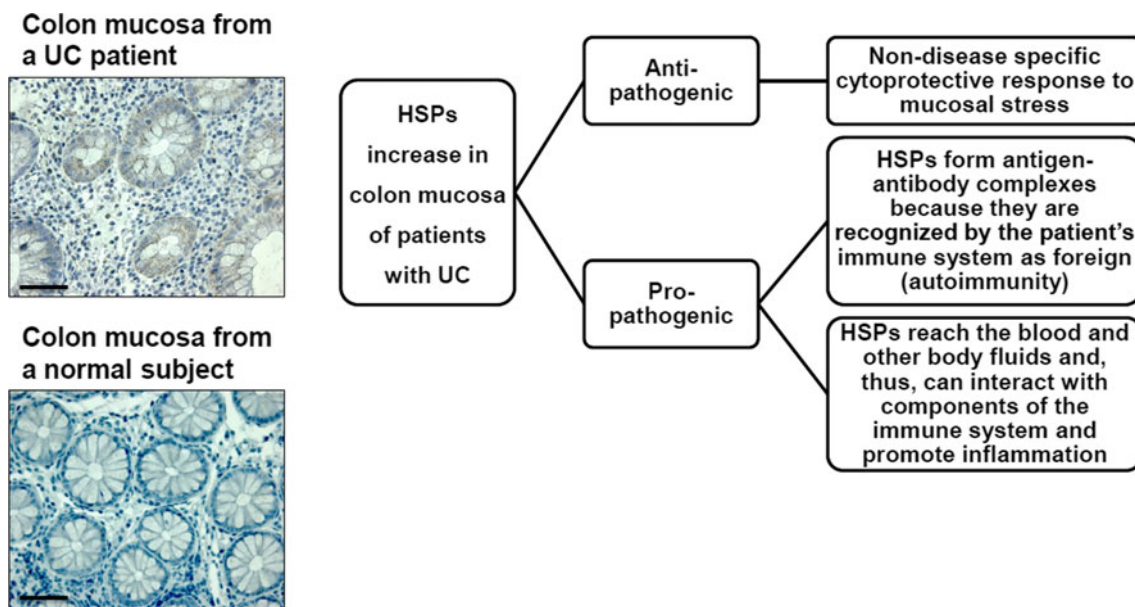 Colon mucosa from
a UC patient
Colon mucosa from
a normal subject
HSPs
increase in
colon mucosa
of patients
with UC
Anti-
pathogenic
Pro-
pathogenic
Non-disease specific
cytoprotective response to
mucosal stress
HSPs form antigen-
antibody complexes
because they are
recognized by the patient's
immune system as foreign
(autoimmunity)
HSPs reach the blood and
other body fluids and,
thus, can interact with
components of the
immune system and
promote inflammation